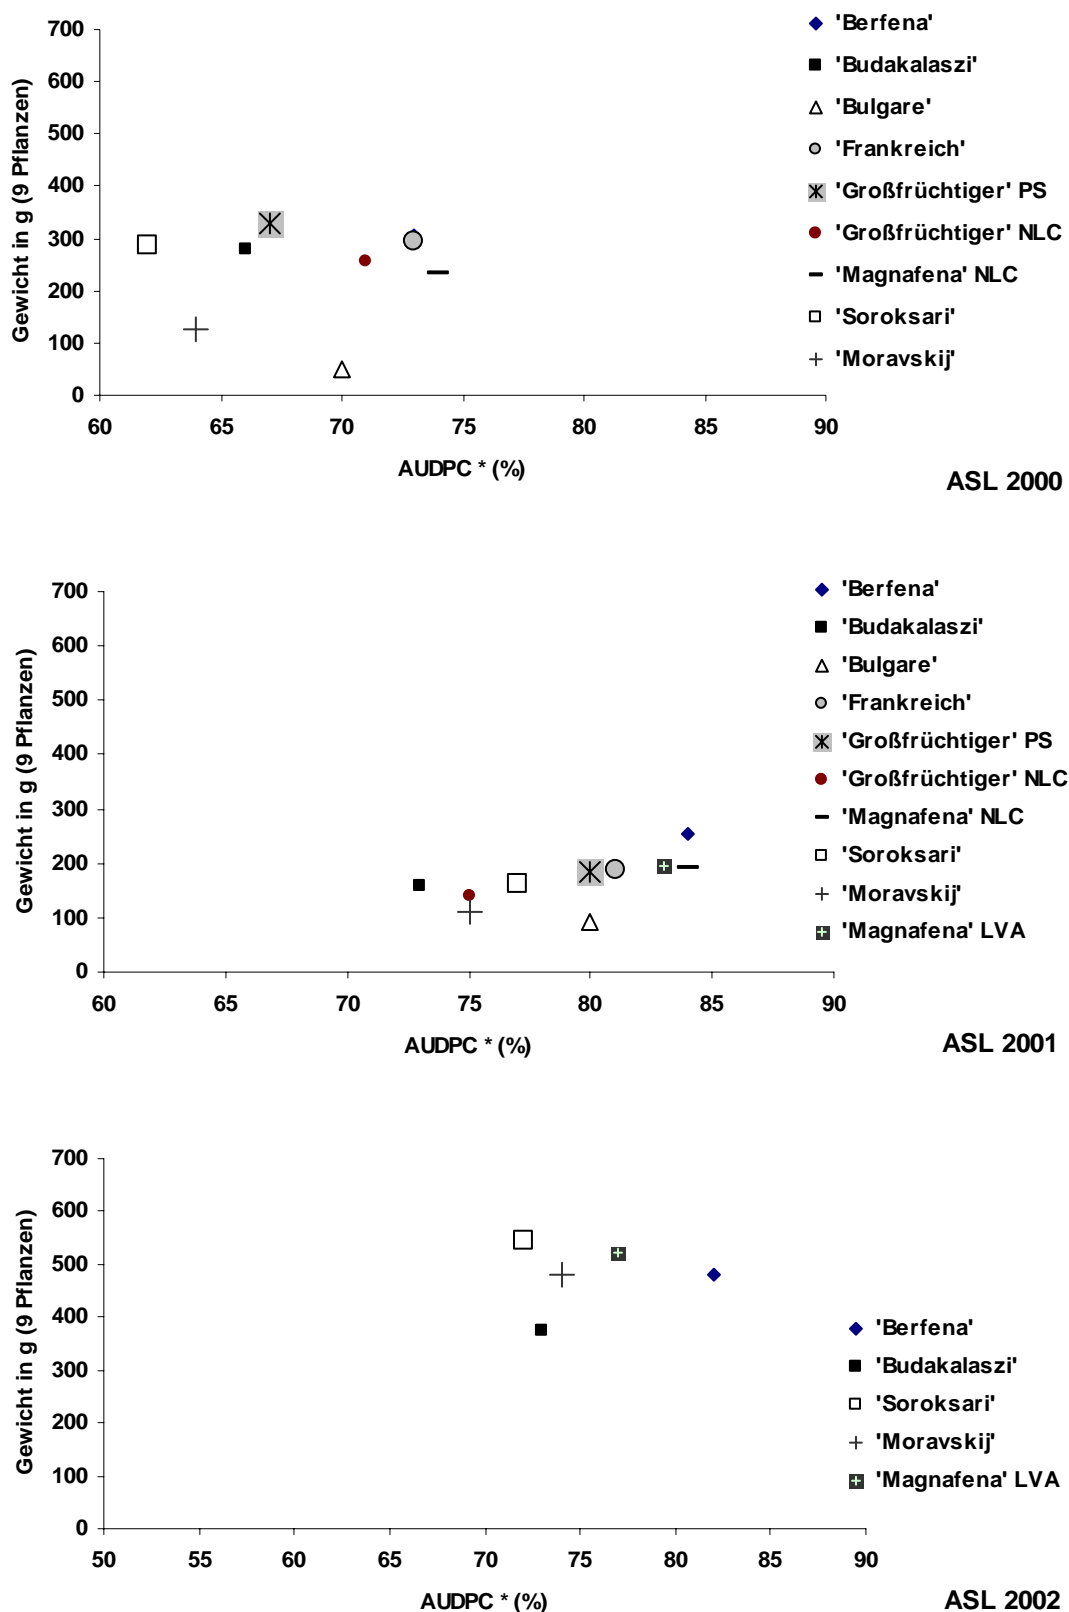 700
600
500
400
300
200
100
0
Gewicht in g (9 Pflanzen)
60 65 70 75 80 85 90
AUDPC * (%)
'Berfena'
'Budakalaszi'
'Bulgare'
'Frankreich'
'Großfrüchtiger' PS
'Großfrüchtiger' NLC
'Magnafena' NLC
'Soroksari'
'Moravskij'
ASL 2000
700
600
500
400
300
200
100
0
Gewicht in g (9 Pflanzen)
60 65 70 75 80 85 90
AUDPC * (%)
'Berfena'
'Budakalaszi'
'Bulgare'
'Frankreich'
'Großfrüchtiger' PS
'Großfrüchtiger' NLC
'Magnafena' NLC
'Soroksari'
'Moravskij'
'Magnafena' LVA
ASL 2001
700
600
500
400
300
200
100
0
Gewicht in g (9 Pflanzen)
50 55 60 65 70 75 80 85 90
AUDPC * (%)
'Berfena'
'Budakalaszi'
'Soroksari'
'Moravskij'
'Magnafena' LVA
ASL 2002